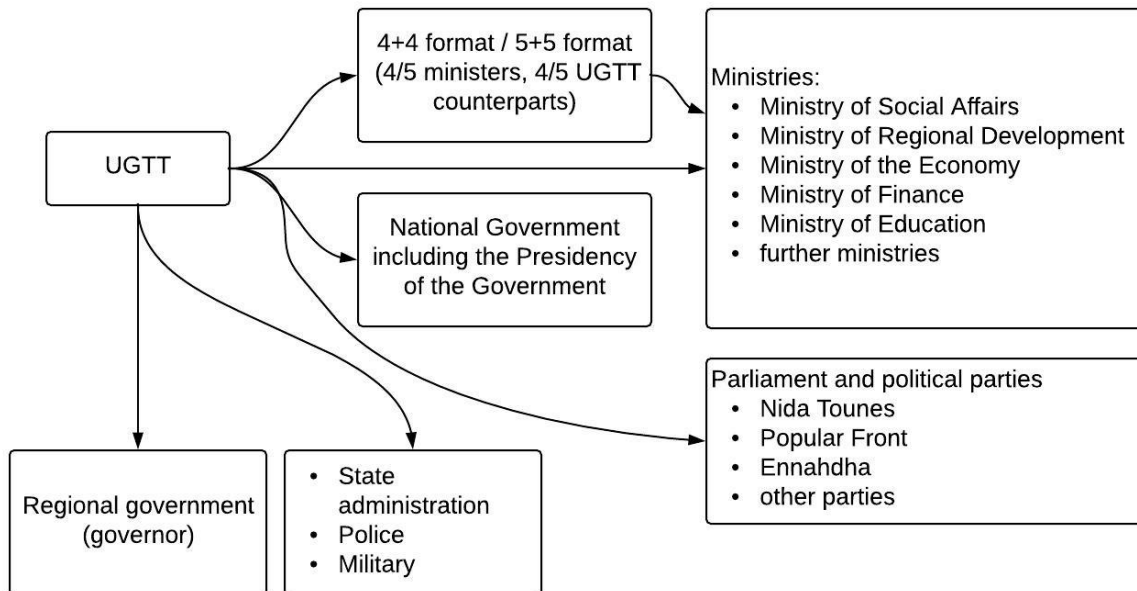 4+4 format / 5+5 format
(4/5 ministers, 4/5 UGTT
counterparts)
Ministries:
• Ministry of Social Affairs
• Ministry of Regional Development
• Ministry of the Economy
• Ministry of Finance
• Ministry of Education
• further ministries
UGTT
National Government
including the Presidency
of the Government
Parliament and political parties
• Nida Tounes
• Popular Front
• Ennahdha
• other parties
Regional government
(governor)
• State
administration
• Police
• Military